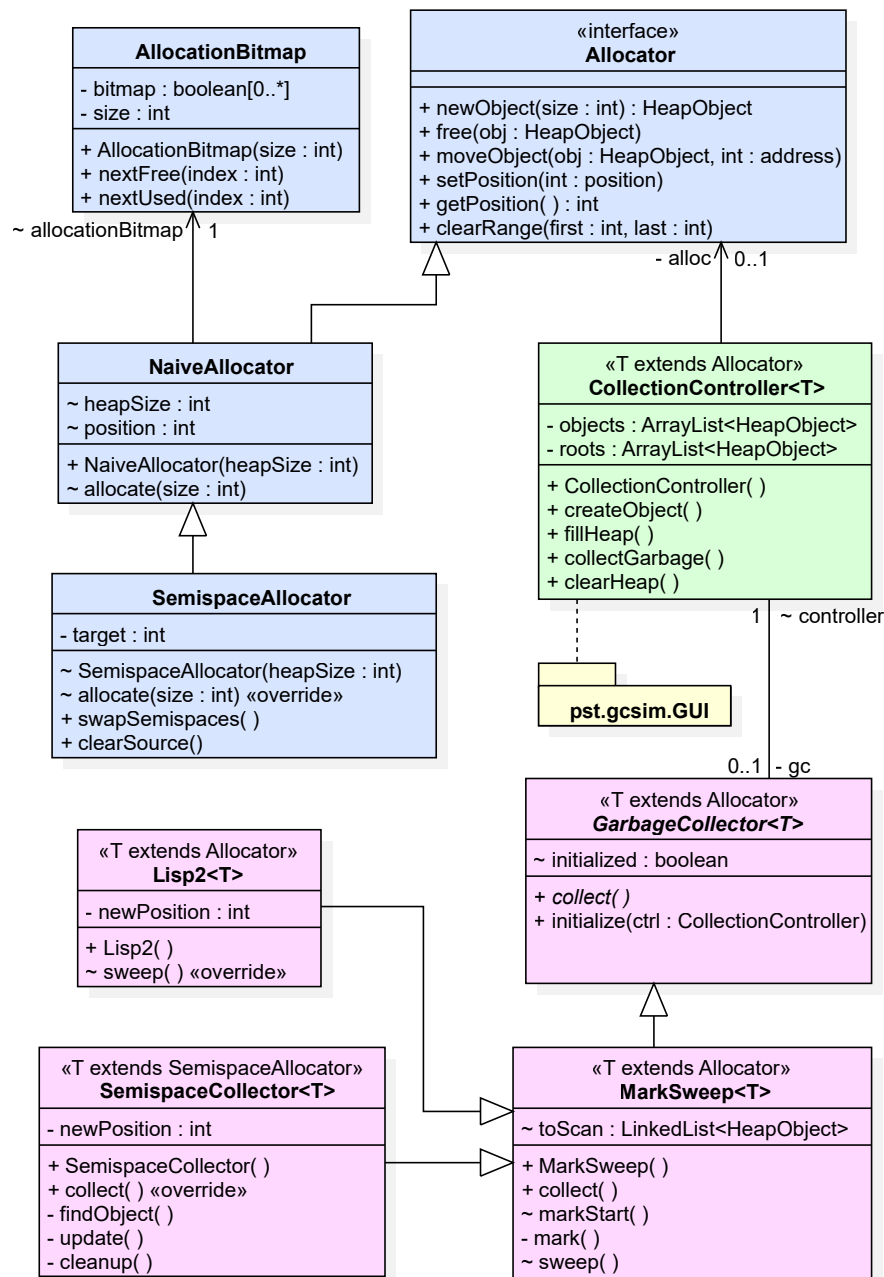 AllocationBitmap
- bitmap : boolean[0..*]
- size : int
+ AllocationBitmap(size : int)
+ nextFree(index : int)
+ nextUsed(index : int)
«interface»
Allocator
+ newObject(size : int) : HeapObject
+ free(obj : HeapObject)
+ moveObject(obj : HeapObject, int : address)
+ setPosition(int : position)
+ getPosition( ) : int
+ clearRange(first : int, last : int)
~ allocationBitmap
1
- alloc
0..1
NaiveAllocator
~ heapSize : int
~ position : int
+ NaiveAllocator(heapSize : int)
~ allocate(size : int)
«T extends Allocator»
CollectionController<T>
- objects : ArrayList<HeapObject>
- roots : ArrayList<HeapObject>
+ CollectionController( )
+ createObject( )
+ fillHeap( )
+ collectGarbage( )
+ clearHeap( )
SemispaceAllocator
- target : int
~ SemispaceAllocator(heapSize : int)
~ allocate(size : int) «override»
+ swapSemispaces( )
+ clearSource()
1
~ controller
pst.gcsim.GUI
0..1
- gc
«T extends Allocator»
GarbageCollector<T>
~ initialized : boolean
+ collect( )
+ initialize(ctrl : CollectionController)
«T extends Allocator»
Lisp2<T>
- newPosition : int
+ Lisp2( )
~ sweep( ) «override»
«T extends SemispaceAllocator»
SemispaceCollector<T>
- newPosition : int
+ SemispaceCollector( )
+ collect( ) «override»
- findObject( )
- update( )
- cleanup( )
«T extends Allocator»
MarkSweep<T>
~ toScan : LinkedList<HeapObject>
+ MarkSweep( )
+ collect( )
~ markStart( )
- mark( )
~ sweep( )